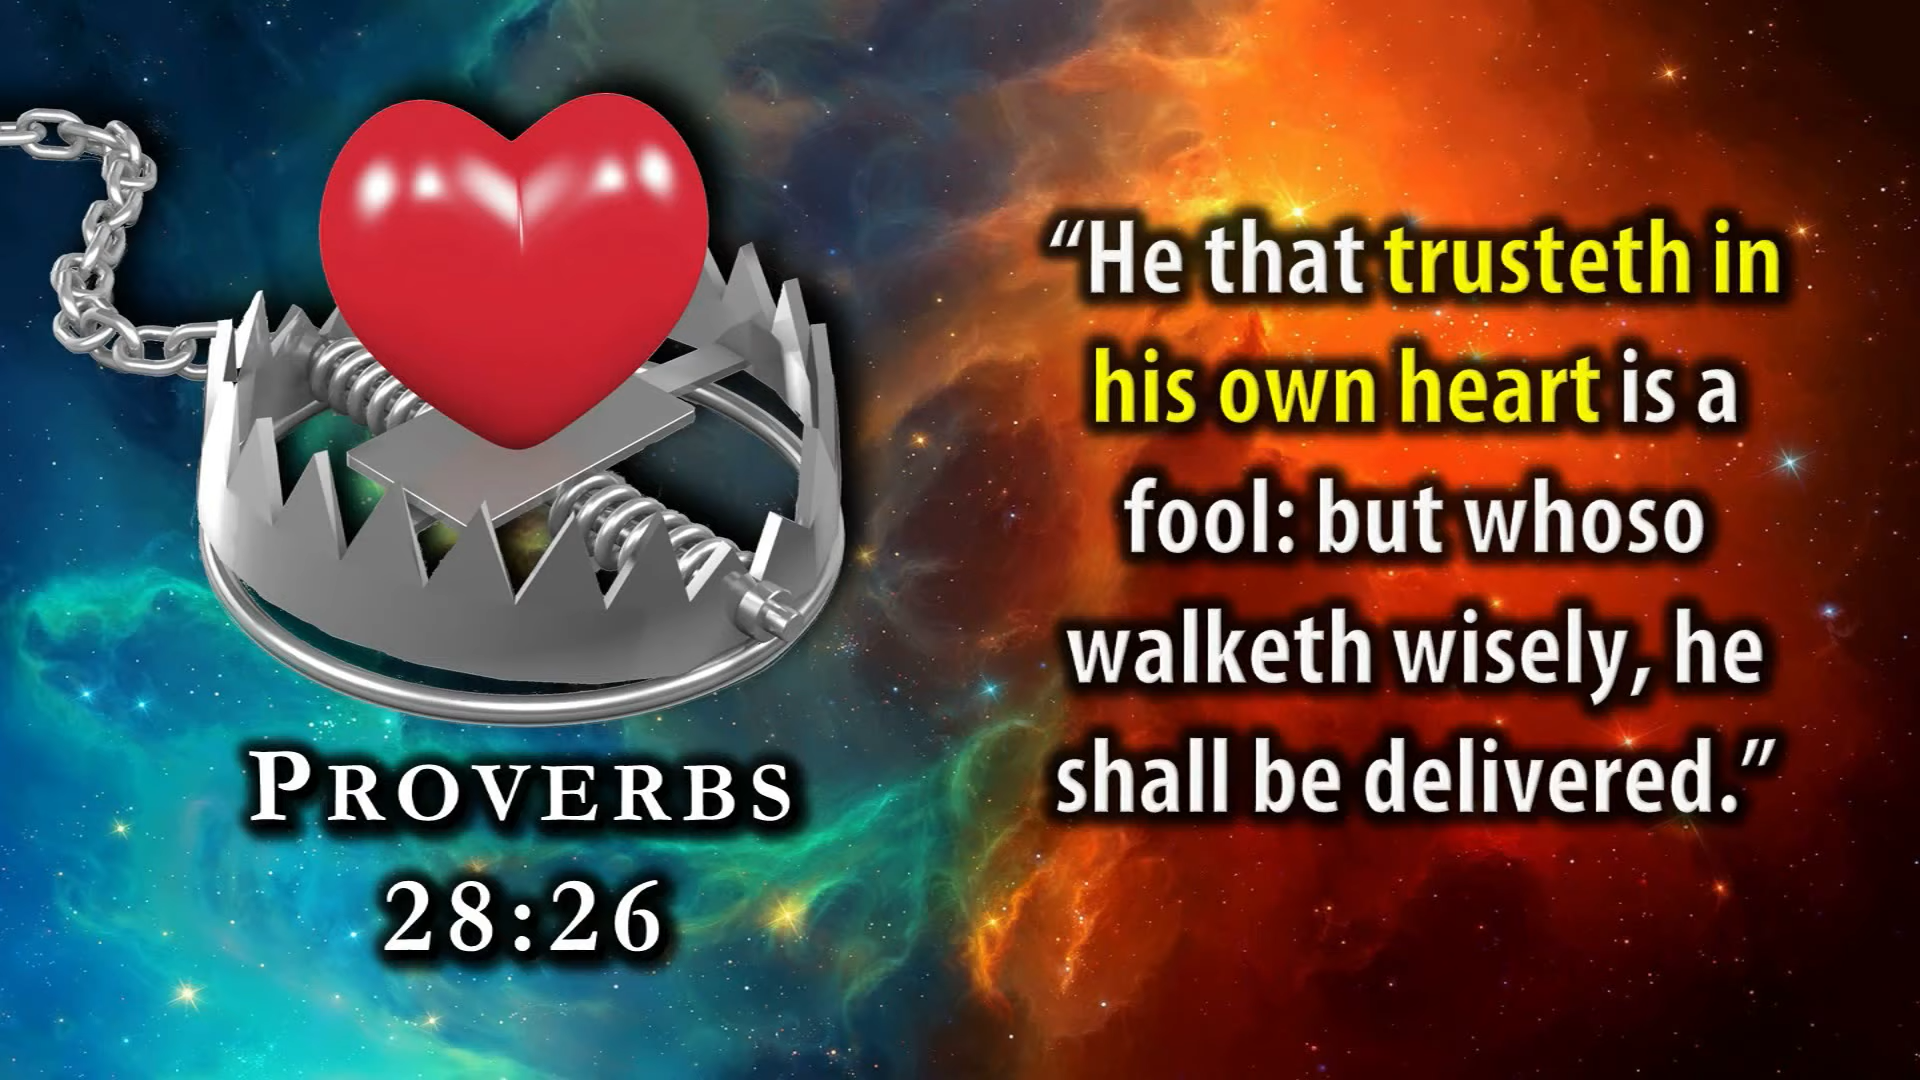 “He that trusteth in
his own heart is a
fool: but whoso
walketh wisely, he
shall be delivered.”
PROVERBS
28:26